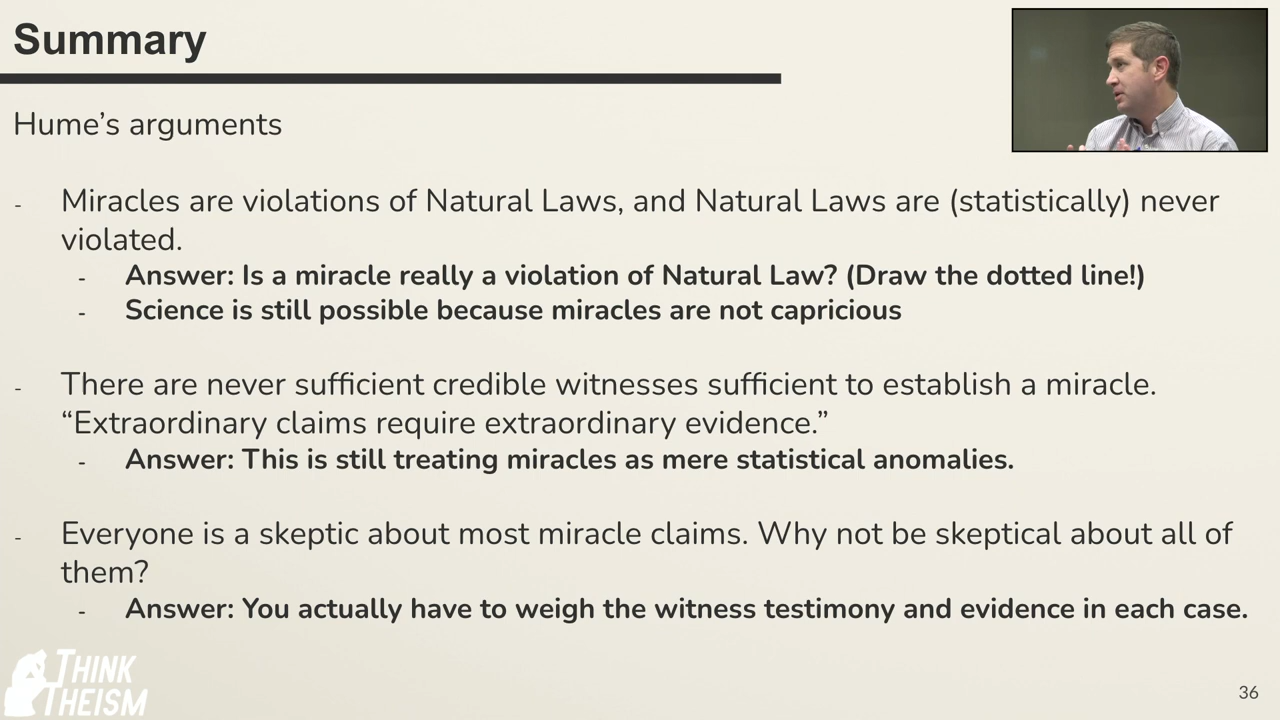 Summary
Hume’s arguments
- Miracles are violations of Natural Laws, and Natural Laws are (statistically) never
violated.
- Answer: Is a miracle really a violation of Natural Law? (Draw the dotted line!)
- Science is still possible because miracles are not capricious
- There are never sufficient credible witnesses sufficient to establish a miracle.
“Extraordinary claims require extraordinary evidence.”
- Answer: This is still treating miracles as mere statistical anomalies.
- Everyone is a skeptic about most miracle claims. Why not be skeptical about all of
them?
- Answer: You actually have to weigh the witness testimony and evidence in each case.
THINK
THEISM
36